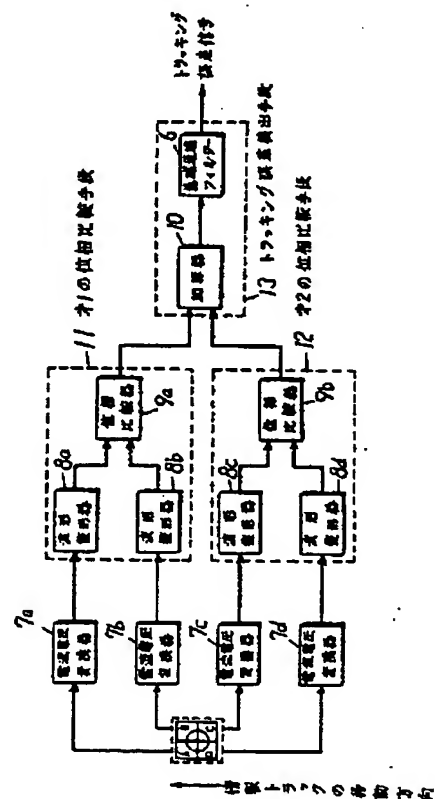 7a
電流電圧
変換器
7b
電流電圧
変換器
7c
電流電圧
変換器
7d
電流電圧
変換器
8a
波形
整形器
8b
波形
整形器
8c
波形
整形器
8d
波形
整形器
11 才1の位相比較手段
位相
比較器
9a
12 才2の位相比較手段
位相
比較器
9b
10
加算器
6
低域通過
フィルター
13 トラッキング誤差検出手段
トラッキング
誤差信号
情報トラックの移動方向